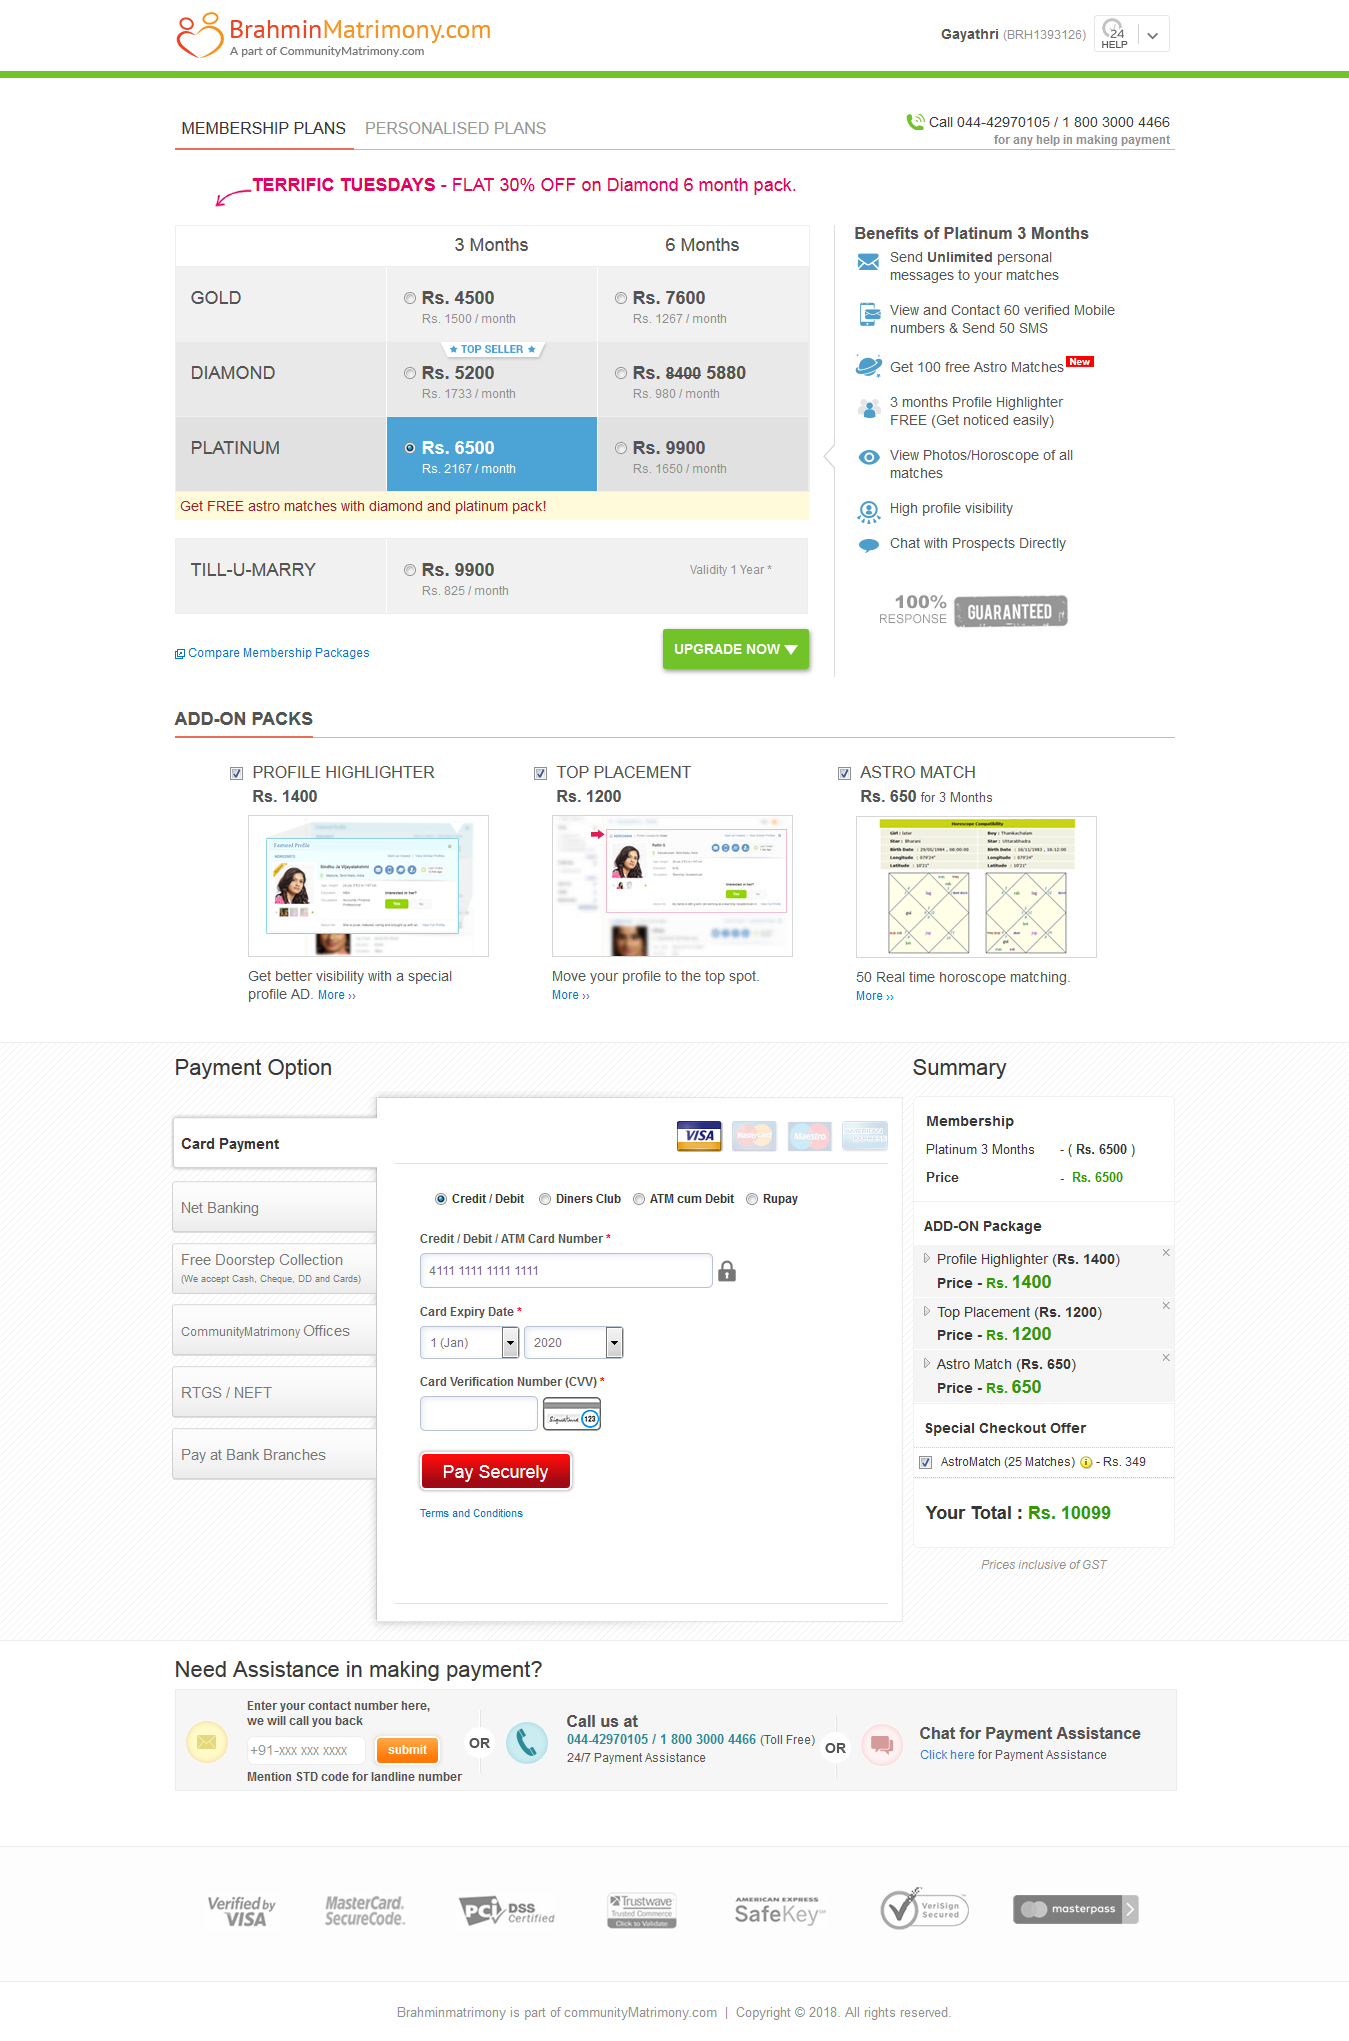 BrahminMatrimony.com
A part of CommunityMatrimony.com
Gayathri (BRH1393126)
24
HELP
MEMBERSHIP PLANS PERSONALISED PLANS
Call 044-42970105 / 1 800 3000 4466
for any help in making payment
TERRIFIC TUESDAYS - FLAT 30% OFF on Diamond 6 month pack.
3 Months 6 Months
GOLD
Rs. 4500
Rs. 1500 / month
Rs. 7600
Rs. 1267 / month
TOP SELLER
DIAMOND
Rs. 5200
Rs. 1733 / month
Rs. 8400 5880
Rs. 980 / month
PLATINUM
Rs. 6500
Rs. 2167 / month
Rs. 9900
Rs. 1650 / month
Get FREE astro matches with diamond and platinum pack!
TILL-U-MARRY
Rs. 9900
Rs. 825 / month
Validity 1 Year *
Compare Membership Packages
UPGRADE NOW
Benefits of Platinum 3 Months
Send Unlimited personal
messages to your matches
View and Contact 60 verified Mobile
numbers & Send 50 SMS
Get 100 free Astro Matches New
3 months Profile Highlighter
FREE (Get noticed easily)
View Photos/Horoscope of all
matches
High profile visibility
Chat with Prospects Directly
100%
RESPONSE
GUARANTEED
ADD-ON PACKS
PROFILE HIGHLIGHTER
Rs. 1400
Featured Profile
Get better visibility with a special
profile AD. More ››
TOP PLACEMENT
Rs. 1200
Move your profile to the top spot.
More ››
ASTRO MATCH
Rs. 650 for 3 Months
Horoscope Compatibility
50 Real time horoscope matching.
More ››
Payment Option
Card Payment
Net Banking
Free Doorstep Collection
(We accept Cash, Cheque, DD and Cards)
CommunityMatrimony Offices
RTGS / NEFT
Pay at Bank Branches
VISA MasterCard Maestro AMERICAN EXPRESS
Credit / Debit Diners Club ATM cum Debit Rupay
Credit / Debit / ATM Card Number *
4111 1111 1111 1111
Card Expiry Date *
1 (Jan) 2020
Card Verification Number (CVV) *
Signature 123
Pay Securely
Terms and Conditions
Summary
Membership
Platinum 3 Months - ( Rs. 6500 )
Price - Rs. 6500
ADD-ON Package
Profile Highlighter (Rs. 1400)
Price - Rs. 1400
Top Placement (Rs. 1200)
Price - Rs. 1200
Astro Match (Rs. 650)
Price - Rs. 650
Special Checkout Offer
AstroMatch (25 Matches) - Rs. 349
Your Total : Rs. 10099
Prices inclusive of GST
Need Assistance in making payment?
Enter your contact number here,
we will call you back
+91-xxx xxx xxxx submit
Mention STD code for landline number
OR
Call us at
044-42970105 / 1 800 3000 4466 (Toll Free)
24/7 Payment Assistance
OR
Chat for Payment Assistance
Click here for Payment Assistance
Verified by
VISA
MasterCard.
SecureCode.
PCI DSS
Certified
Trustwave
Trusted Commerce
Click to Validate
AMERICAN EXPRESS
SafeKey
VeriSign
Secured
masterpass
Brahminmatrimony is part of communityMatrimony.com | Copyright © 2018. All rights reserved.